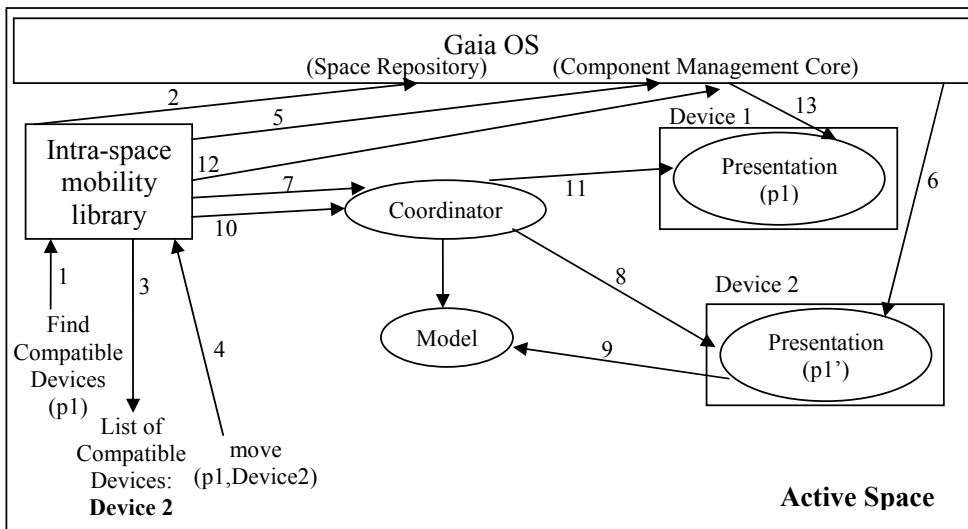 Gaia OS
(Space Repository)
(Component Management Core)
2
5
13
Device 1
Intra-space
mobility
library
12
Presentation
(p1)
6
7
11
Coordinator
10
1
3
8
Device 2
Find
Compatible
Devices
(p1)
4
Model
9
Presentation
(p1’)
List of
Compatible
Devices:
Device 2
move
(p1,Device2)
Active Space